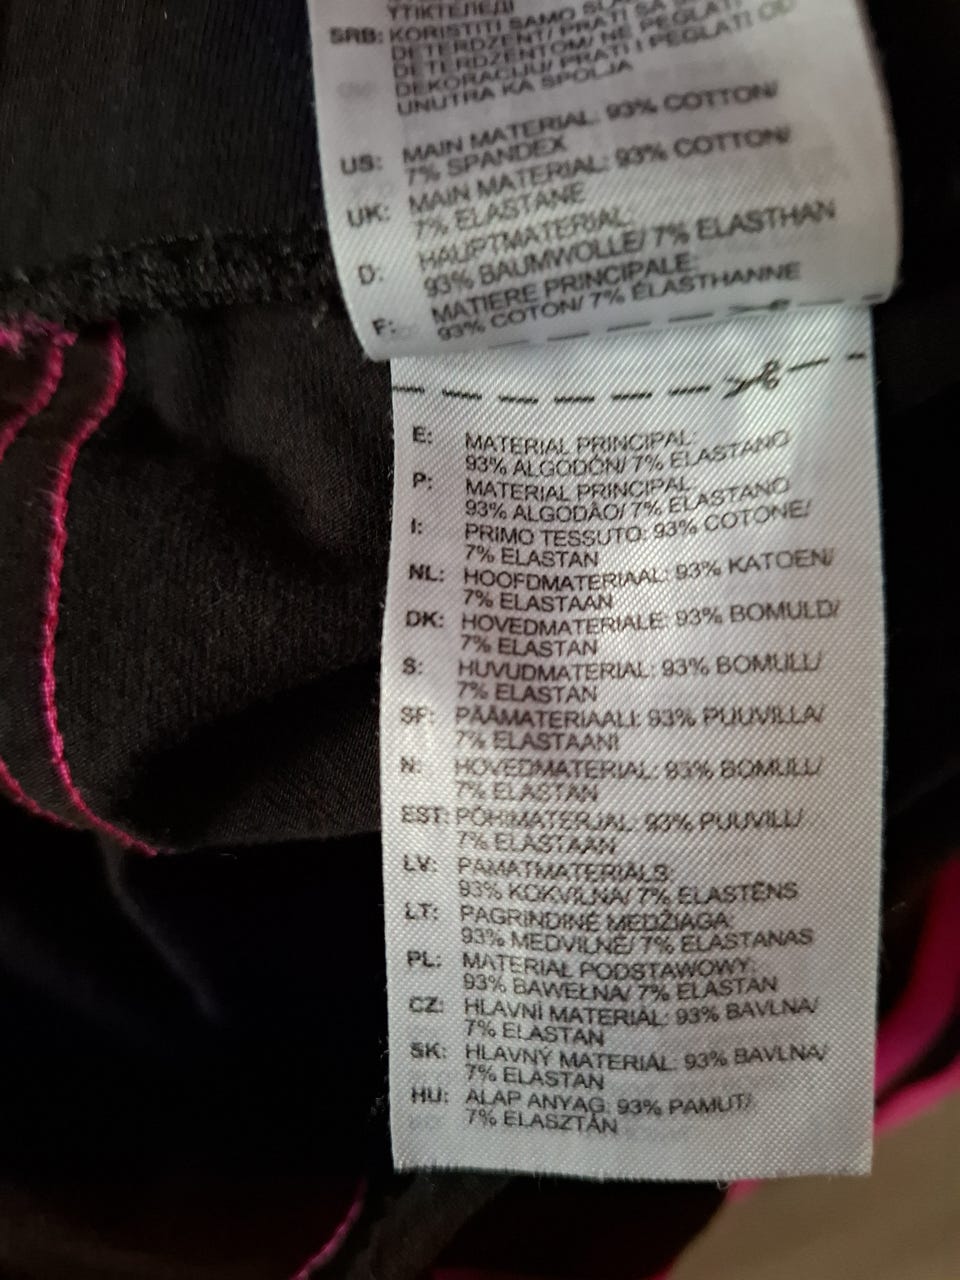 ҮТІКТЕЛЕДІ
SRB: KORISTITI SAMO
DETERDZENT/ PRATI SA
DETERDZENTOM/ NE PEGLATI
DEKORACIJU/ PRATI I PEGLATI OD
UNUTRA KA SPOLJA
US: MAIN MATERIAL: 93% COTTON/
7% SPANDEX
UK: MAIN MATERIAL: 93% COTTON/
7% ELASTANE
D: HAUPTMATERIAL:
93% BAUMWOLLE/ 7% ELASTHAN
F: MATIERE PRINCIPALE:
93% COTON/ 7% ÉLASTHANNE
E: MATERIAL PRINCIPAL:
93% ALGODÓN/ 7% ELASTANO
P: MATERIAL PRINCIPAL
93% ALGODÃO/ 7% ELASTANO
I: PRIMO TESSUTO: 93% COTONE/
7% ELASTAN
NL: HOOFDMATERIAAL: 93% KATOEN/
7% ELASTAAN
DK: HOVEDMATERIALE: 93% BOMULD/
7% ELASTAN
S: HUVUDMATERIAL: 93% BOMULL/
7% ELASTAN
SF: PÄÄMATERIAALI: 93% PUUVILLA/
7% ELASTAANI
N: HOVEDMATERIAL: 93% BOMULL/
7% ELASTAN
EST: PÕHIMATERJAL: 93% PUUVILL/
7% ELASTAAN
LV: PAMATMATERIĀLS:
93% KOKVILNA/ 7% ELASTĒNS
LT: PAGRINDINĖ MEDŽIAGA:
93% MEDVILNĖ/ 7% ELASTANAS
PL: MATERIAŁ PODSTAWOWY:
93% BAWEŁNA/ 7% ELASTAN
CZ: HLAVNÍ MATERIÁL: 93% BAVLNA/
7% ELASTAN
SK: HLAVNÝ MATERIÁL: 93% BAVLNA/
7% ELASTAN
HU: ALAP ANYAG: 93% PAMUT/
7% ELASZTÁN